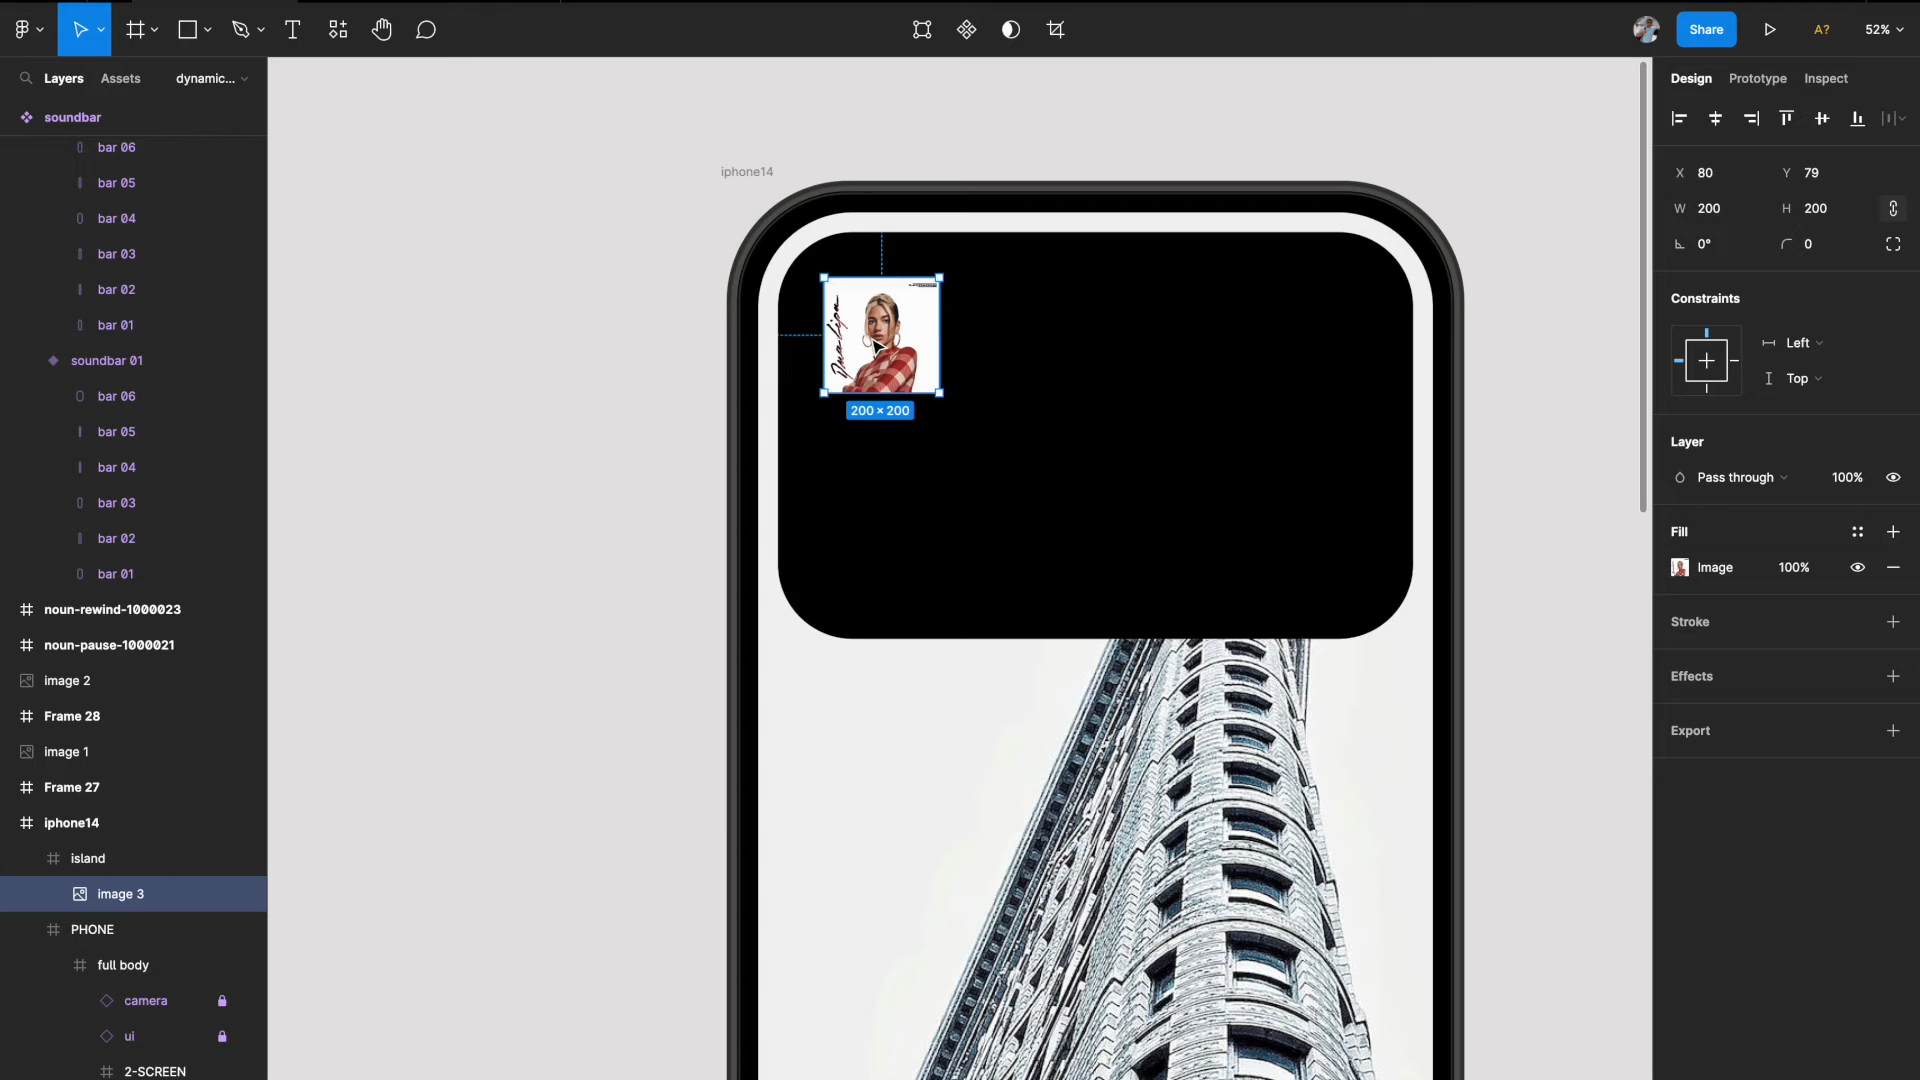 Share
A?
52%
Layers
Assets
dynamic...
Design
Prototype
Inspect
soundbar
bar 06
bar 05
bar 04
bar 03
bar 02
bar 01
soundbar 01
bar 06
bar 05
bar 04
bar 03
bar 02
bar 01
noun-rewind-1000023
noun-pause-1000021
image 2
Frame 28
image 1
Frame 27
iphone14
island
image 3
PHONE
full body
camera
ui
2-SCREEN
iphone14
Dua Lipa
200 × 200
X 80
Y 79
W 200
H 200
0°
0
Constraints
Left
Top
Layer
Pass through
100%
Fill
Image
100%
Stroke
Effects
Export